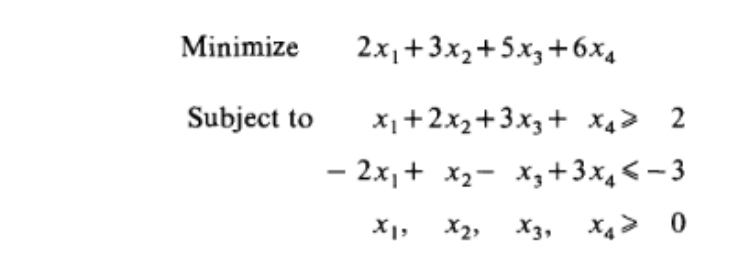 Minimize 2x₁+3x₂+5x₃+6x₄
Subject to x₁+2x₂+3x₃+ x₄⩾ 2
− 2x₁+ x₂− x₃+3x₄⩽−3
x₁, x₂, x₃, x₄⩾ 0